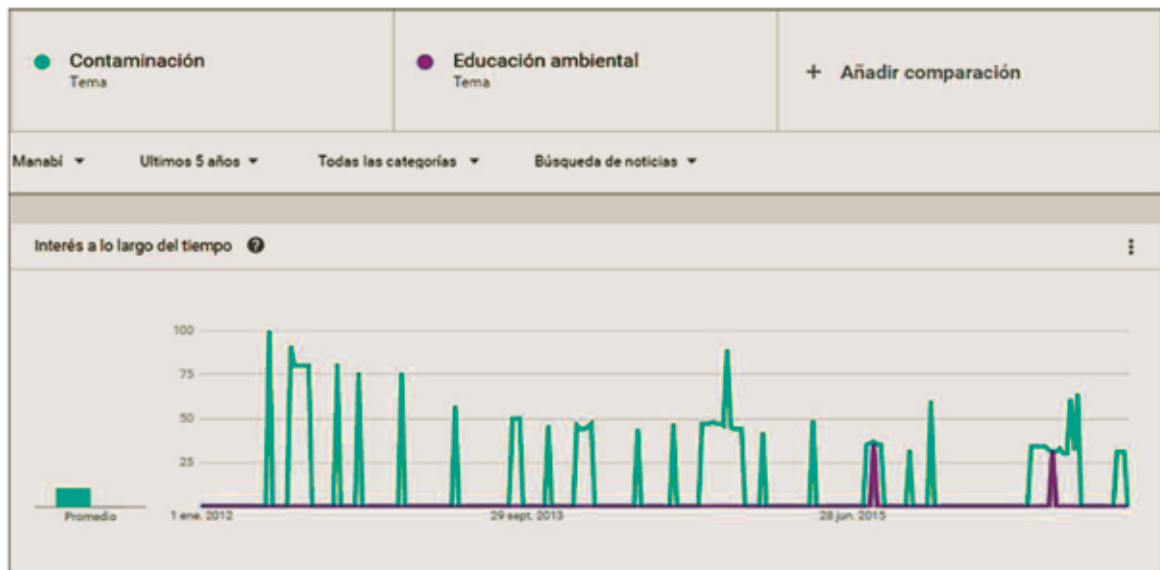 Contaminación
Tema
Educación ambiental
Tema
+ Añadir comparación
Manabí
Ultimos 5 años
Todas las categorías
Búsqueda de noticias
Interés a lo largo del tiempo ?
100
75
50
25
Promedio
1 ene. 2012
29 sept. 2013
28 jun. 2015